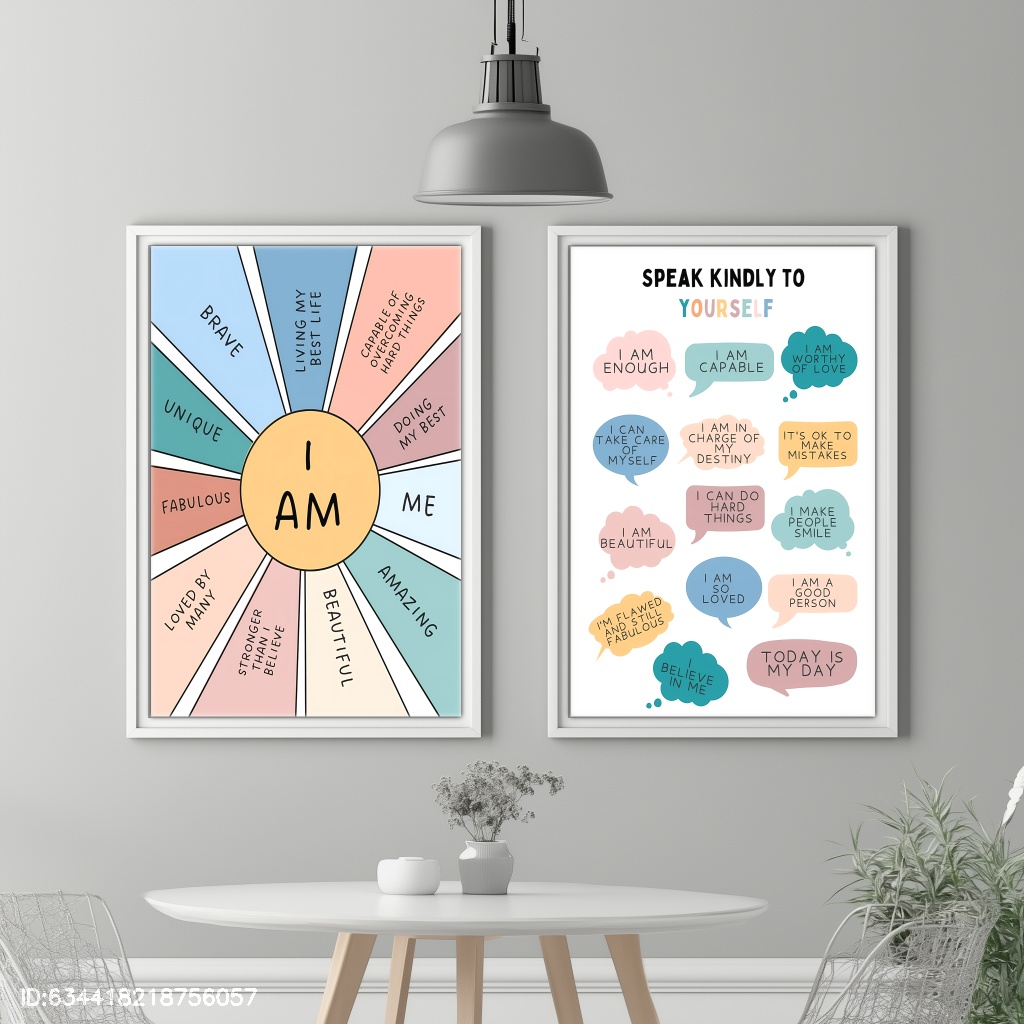 BRAVE
LIVING MY
BEST LIFE
CAPABLE OF
OVERCOMING
HARD THINGS
UNIQUE
DOING
MY BEST
I
AM
FABULOUS
ME
LOVED BY
MANY
STRONGER
THAN I
BELIEVE
BEAUTIFUL
AMAZING
SPEAK KINDLY TO
YOURSELF
I AM
ENOUGH
I AM
CAPABLE
I AM
WORTHY
OF LOVE
I CAN
TAKE CARE
OF
MYSELF
I AM IN
CHARGE OF
MY
DESTINY
IT'S OK TO
MAKE
MISTAKES
I AM
BEAUTIFUL
I CAN DO
HARD
THINGS
I MAKE
PEOPLE
SMILE
I'M FLAWED
AND STILL
FABULOUS
I AM
SO
LOVED
I AM A
GOOD
PERSON
I
BELIEVE
IN ME
TODAY IS
MY DAY
ID:634418218756057